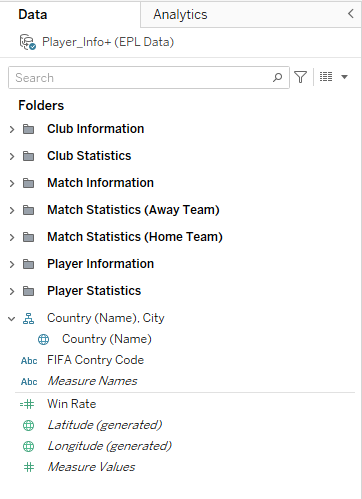 Data
Analytics
Player_Info+ (EPL Data)
Search
Folders
Club Information
Club Statistics
Match Information
Match Statistics (Away Team)
Match Statistics (Home Team)
Player Information
Player Statistics
Country (Name), City
Country (Name)
Abc FIFA Contry Code
Abc Measure Names
Win Rate
Latitude (generated)
Longitude (generated)
Measure Values